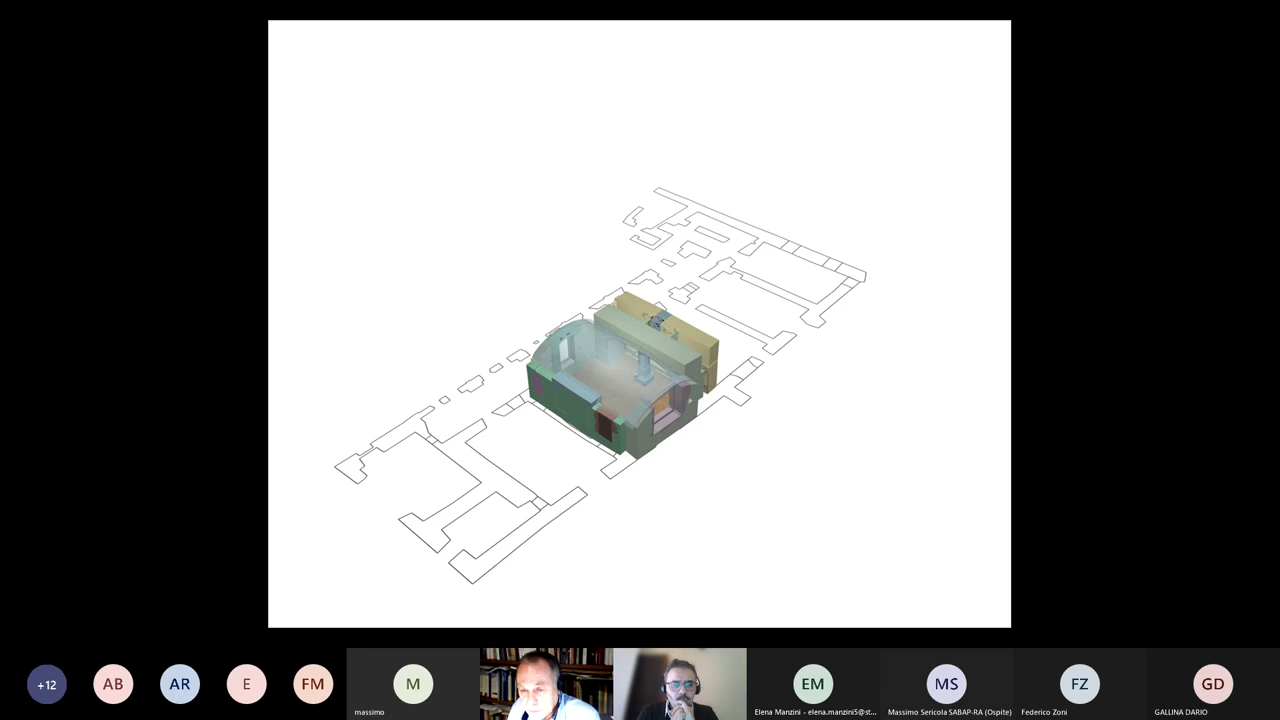 +12
AB
AR
E
FM
M
EM
MS
FZ
GD
massimo
Elena Manzini - elena.manzini5@st...
Massimo Sericola SABAP-RA (Ospite)
Federico Zoni
GALLINA DARIO